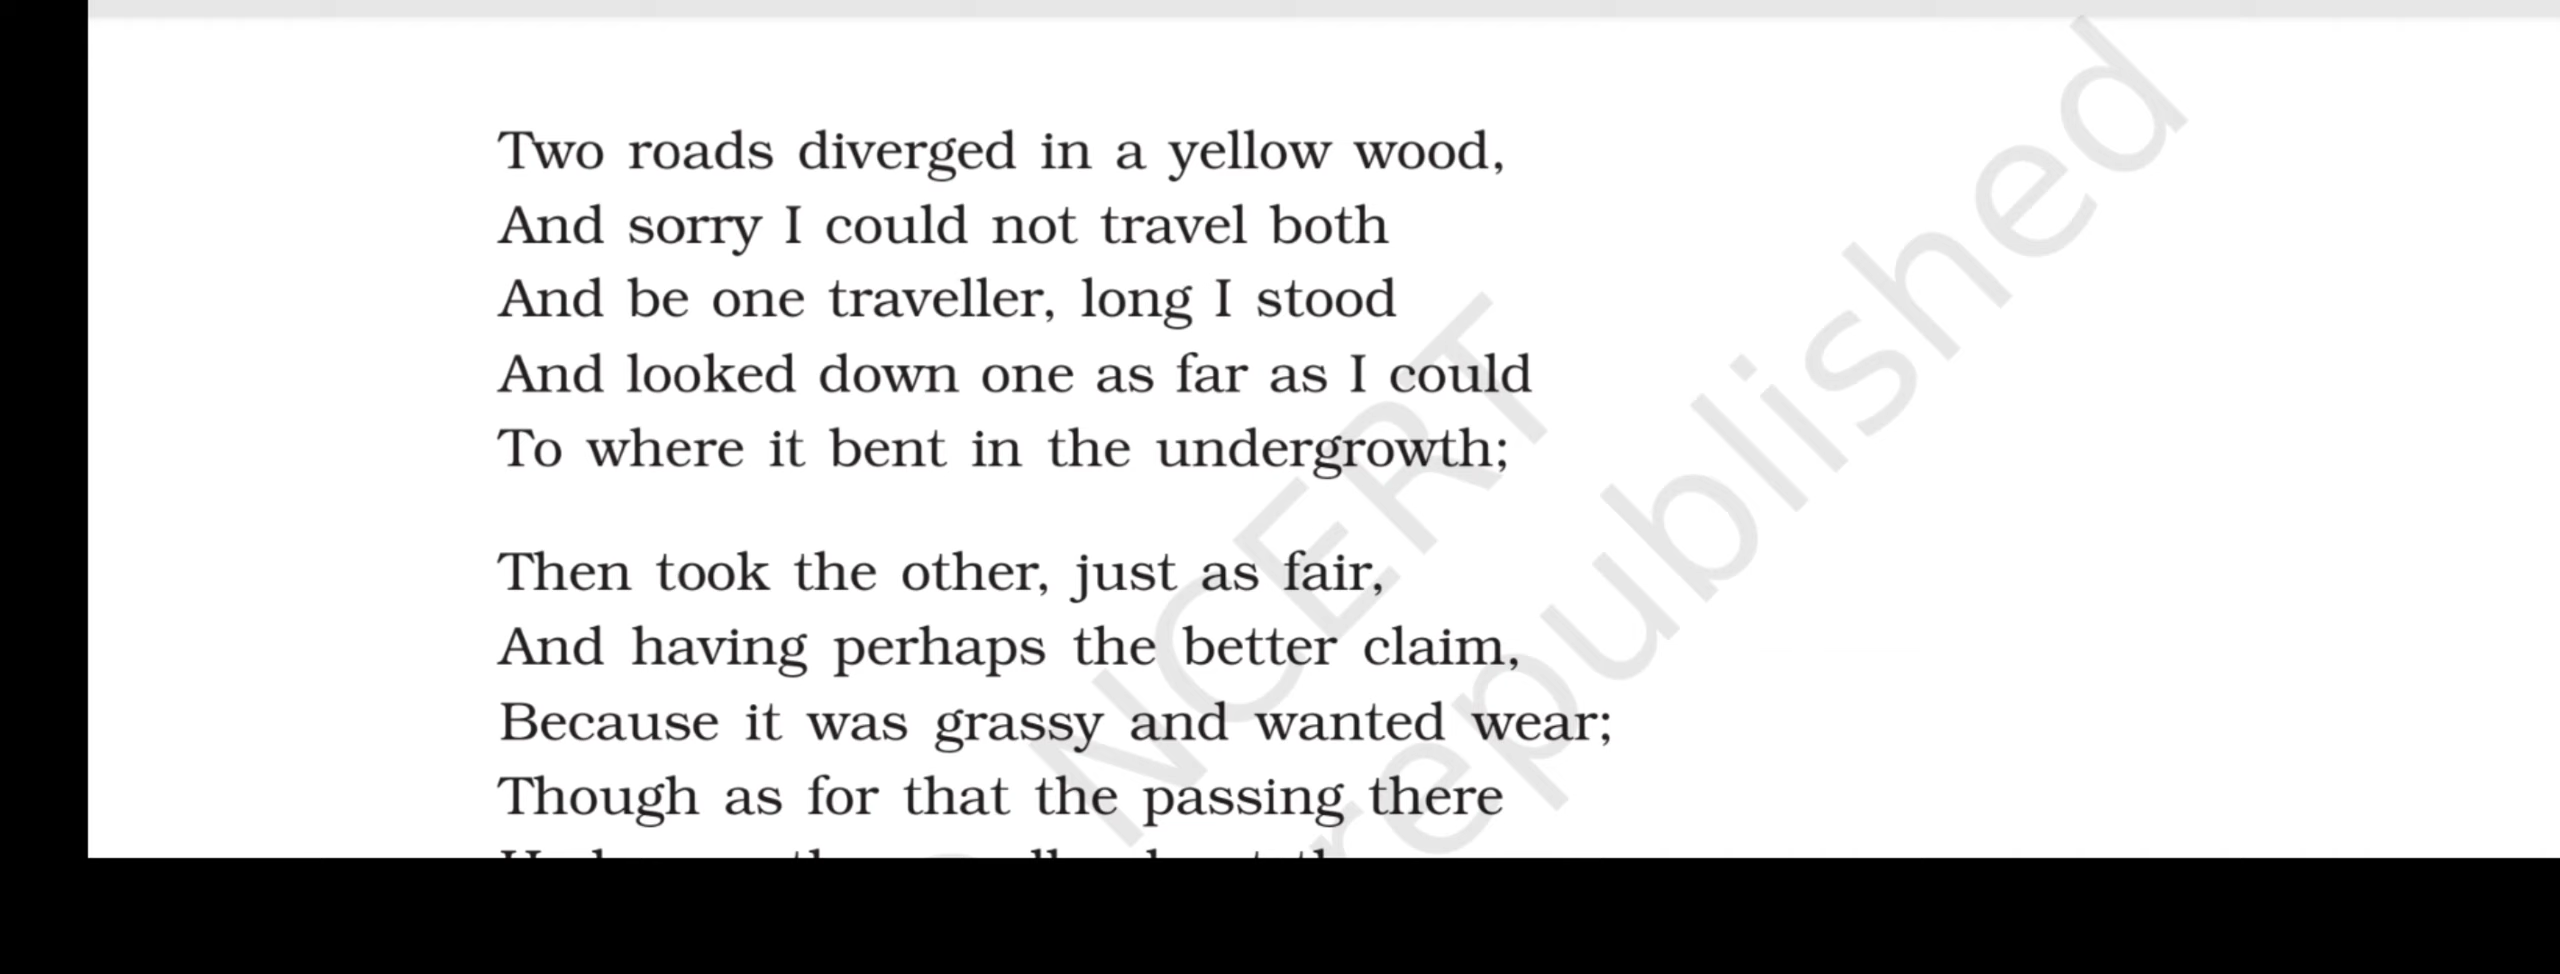 Two roads diverged in a yellow wood,
And sorry I could not travel both
And be one traveller, long I stood
And looked down one as far as I could
To where it bent in the undergrowth;
Then took the other, just as fair,
And having perhaps the better claim,
Because it was grassy and wanted wear;
Though as for that the passing there
NCERT
republished